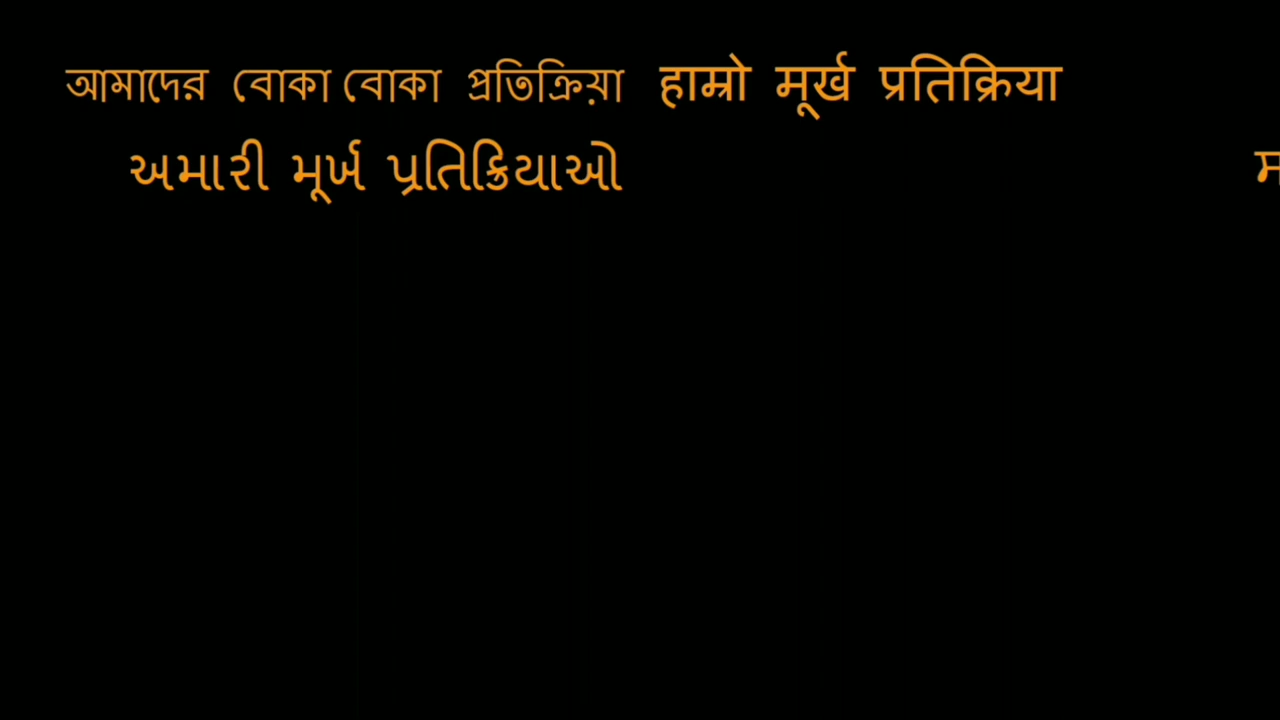 আমাদের বোকা বোকা প্রতিক্রিয়া हाम्रो मूर्ख प्रतिक्रिया
અમારી મૂર્ખ પ્રતિક્રિયાઓ